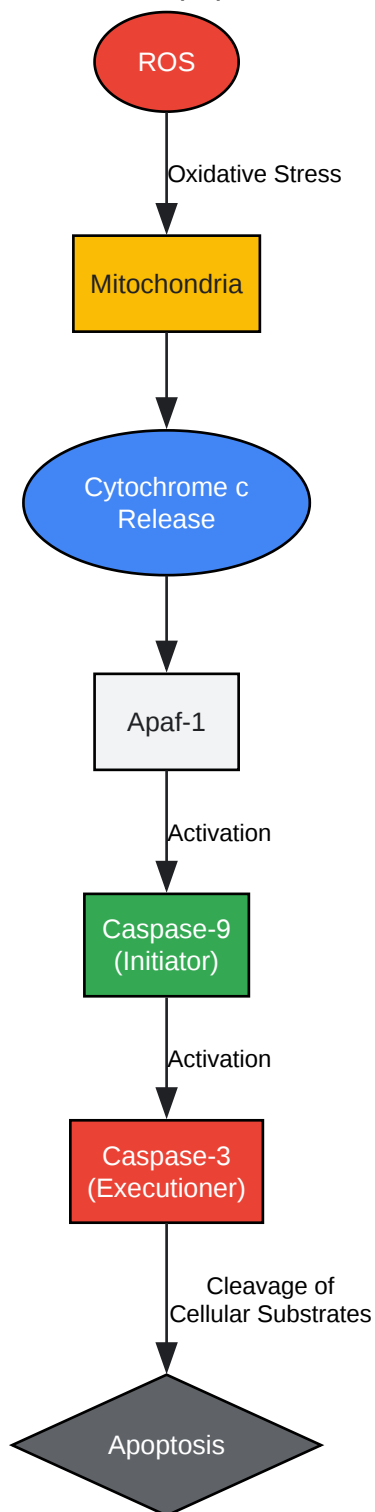 ROS
Oxidative Stress
Mitochondria
Cytochrome c
Release
Apaf-1
Activation
Caspase-9
(Initiator)
Activation
Caspase-3
(Executioner)
Cleavage of
Cellular Substrates
Apoptosis